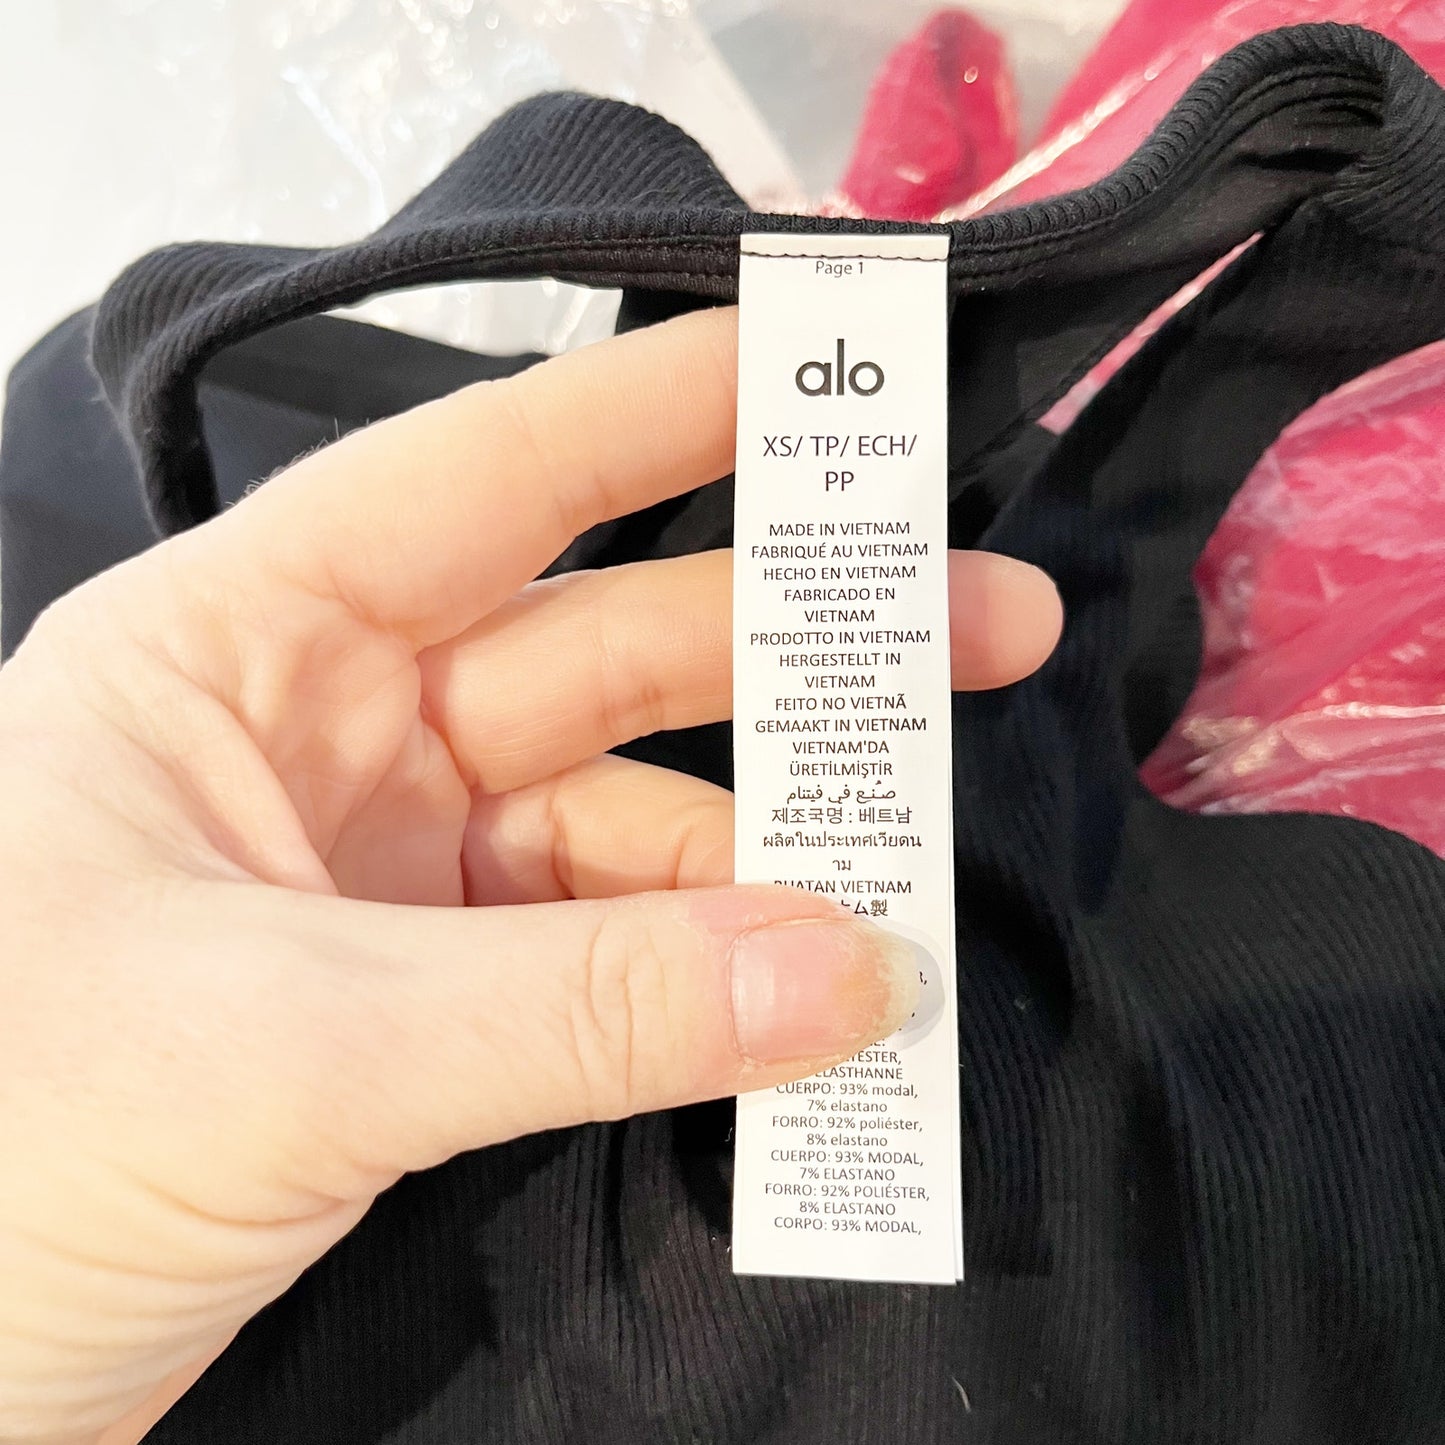 Page 1
alo
XS/ TP/ ECH/
PP
MADE IN VIETNAM
FABRIQUÉ AU VIETNAM
HECHO EN VIETNAM
FABRICADO EN
VIETNAM
PRODOTTO IN VIETNAM
HERGESTELLT IN
VIETNAM
FEITO NO VIETNÃ
GEMAAKT IN VIETNAM
VIETNAM'DA
ÜRETİLMİŞTİR
صُنِع في فيتنام
제조국명 : 베트남
ผลิตในประเทศเวียดน
าม
VIETNAM
製
CUERPO: 93% modal,
7% elastano
FORRO: 92% poliéster,
8% elastano
CUERPO: 93% MODAL,
7% ELASTANO
FORRO: 92% POLIÉSTER,
8% ELASTANO
CORPO: 93% MODAL,